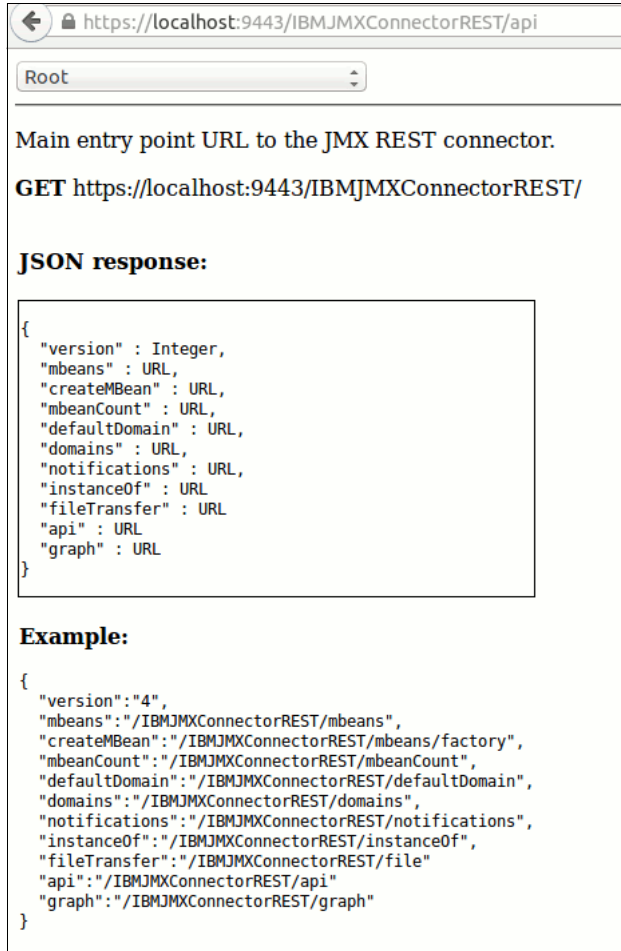 https://localhost:9443/IBMJMXConnectorREST/api
Root
Main entry point URL to the JMX REST connector.
GET https://localhost:9443/IBMJMXConnectorREST/
JSON response:
{
  "version" : Integer,
  "mbeans" : URL,
  "createMBean" : URL,
  "mbeanCount" : URL,
  "defaultDomain" : URL,
  "domains" : URL,
  "notifications" : URL,
  "instanceOf" : URL
  "fileTransfer" : URL
  "api" : URL
  "graph" : URL
}
Example:
{
  "version":"4",
  "mbeans":"/IBMJMXConnectorREST/mbeans",
  "createMBean":"/IBMJMXConnectorREST/mbeans/factory",
  "mbeanCount":"/IBMJMXConnectorREST/mbeanCount",
  "defaultDomain":"/IBMJMXConnectorREST/defaultDomain",
  "domains":"/IBMJMXConnectorREST/domains",
  "notifications":"/IBMJMXConnectorREST/notifications",
  "instanceOf":"/IBMJMXConnectorREST/instanceOf",
  "fileTransfer":"/IBMJMXConnectorREST/file"
  "api":"/IBMJMXConnectorREST/api"
  "graph":"/IBMJMXConnectorREST/graph"
}